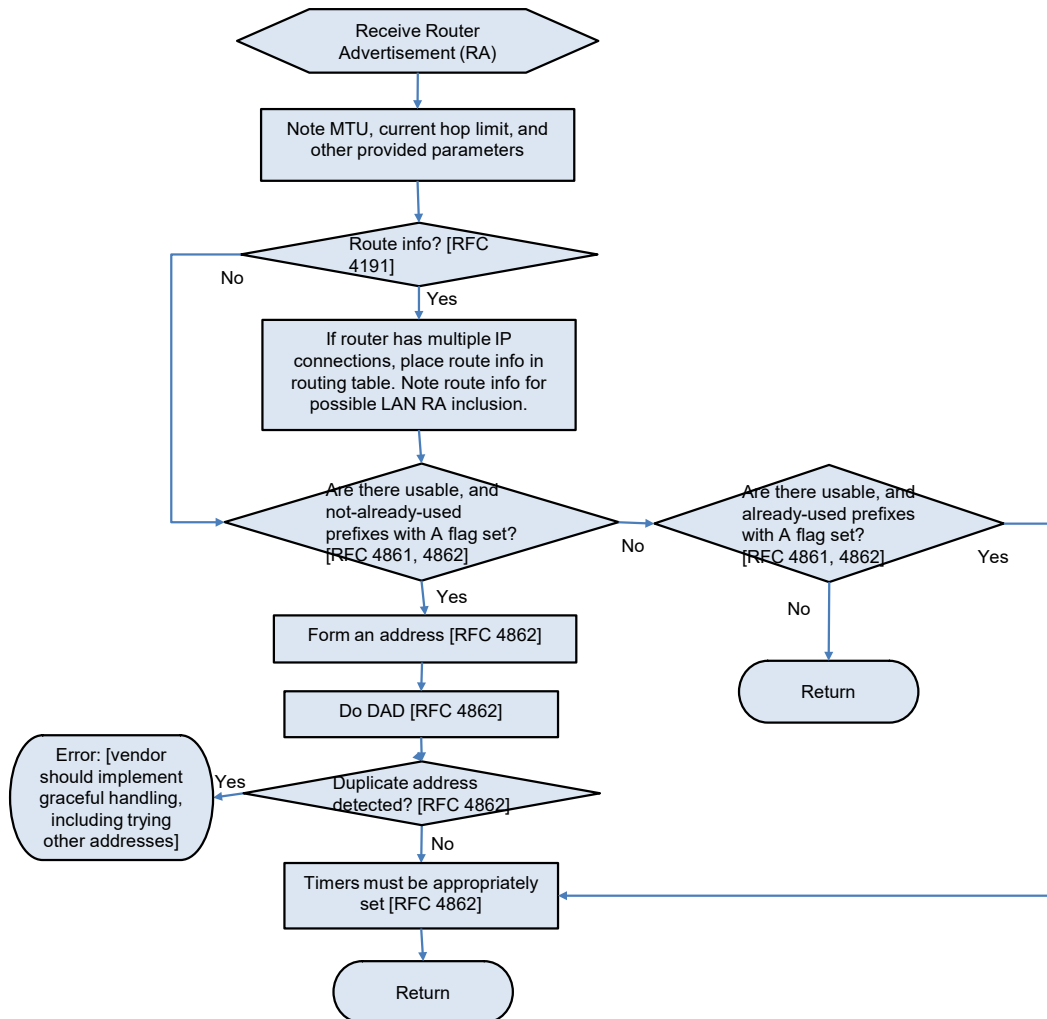 Receive Router
Advertisement (RA)
Note MTU, current hop limit, and
other provided parameters
Route info? [RFC
4191]
No
Yes
If router has multiple IP
connections, place route info in
routing table. Note route info for
possible LAN RA inclusion.
Are there usable, and
not-already-used
prefixes with A flag set?
[RFC 4861, 4862]
No
Are there usable, and
already-used prefixes
with A flag set?
[RFC 4861, 4862]
Yes
Yes
No
Form an address [RFC 4862]
Return
Do DAD [RFC 4862]
Error: [vendor
should implement
graceful handling,
including trying
other addresses]
Yes
Duplicate address
detected? [RFC 4862]
No
Timers must be appropriately
set [RFC 4862]
Return